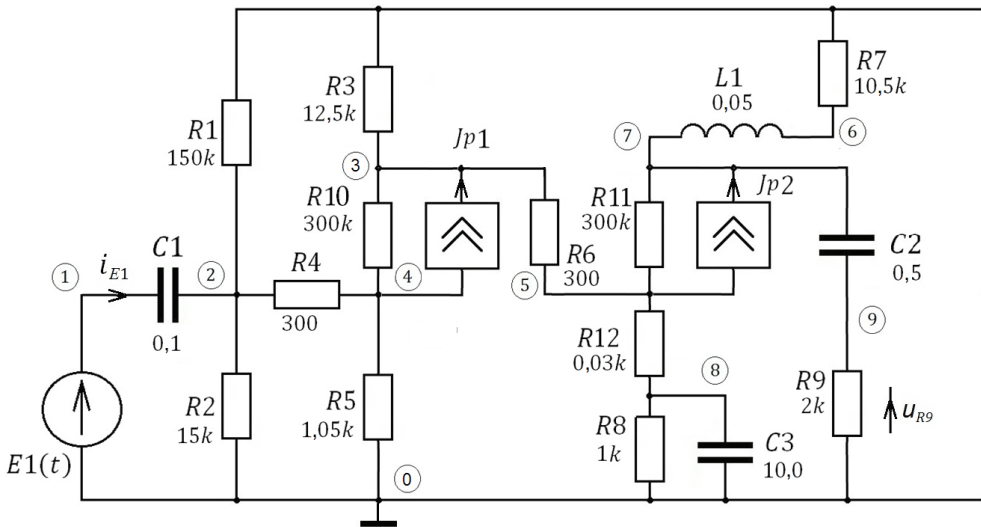 R7
10,5k
L1
0,05
R3
12,5k
R1
150k
Jp1
7
6
3
R10
300k
R11
300k
Jp2
C1
1
i_E1
2
R4
4
R6
300
5
C2
0,5
300
0,1
9
R12
0,03k
8
R9
2k
u_R9
R2
15k
R5
1,05k
R8
1k
C3
10,0
E1(t)
0